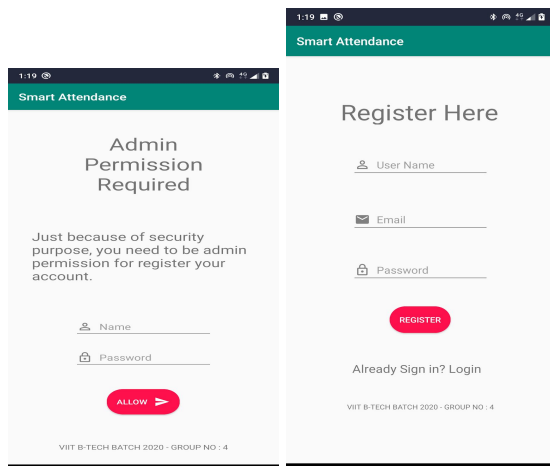 1:19
Smart Attendance
Admin
Permission
Required
Just because of security
purpose, you need to be admin
permission for register your
account.
Name
Password
ALLOW
VIIT B-TECH BATCH 2020 - GROUP NO : 4
1:19
4G
Smart Attendance
Register Here
User Name
Email
Password
REGISTER
Already Sign in? Login
VIIT B-TECH BATCH 2020 - GROUP NO : 4